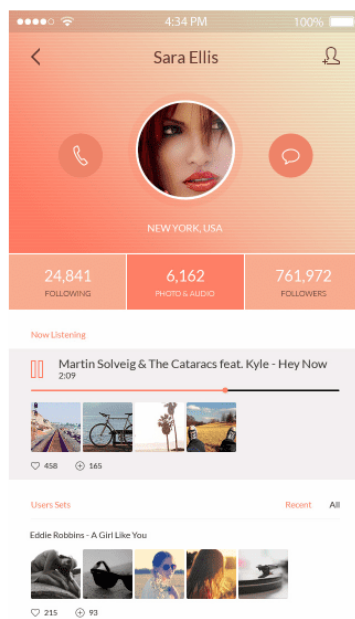 4:34 PM 100%
Sara Ellis
NEW YORK, USA
24,841 6,162 761,972
FOLLOWING PHOTO & AUDIO FOLLOWERS
Now Listening
Martin Solveig & The Cataracs feat. Kyle - Hey Now
2:09
458 165
Users Sets Recent All
Eddie Robbins - A Girl Like You
215 93